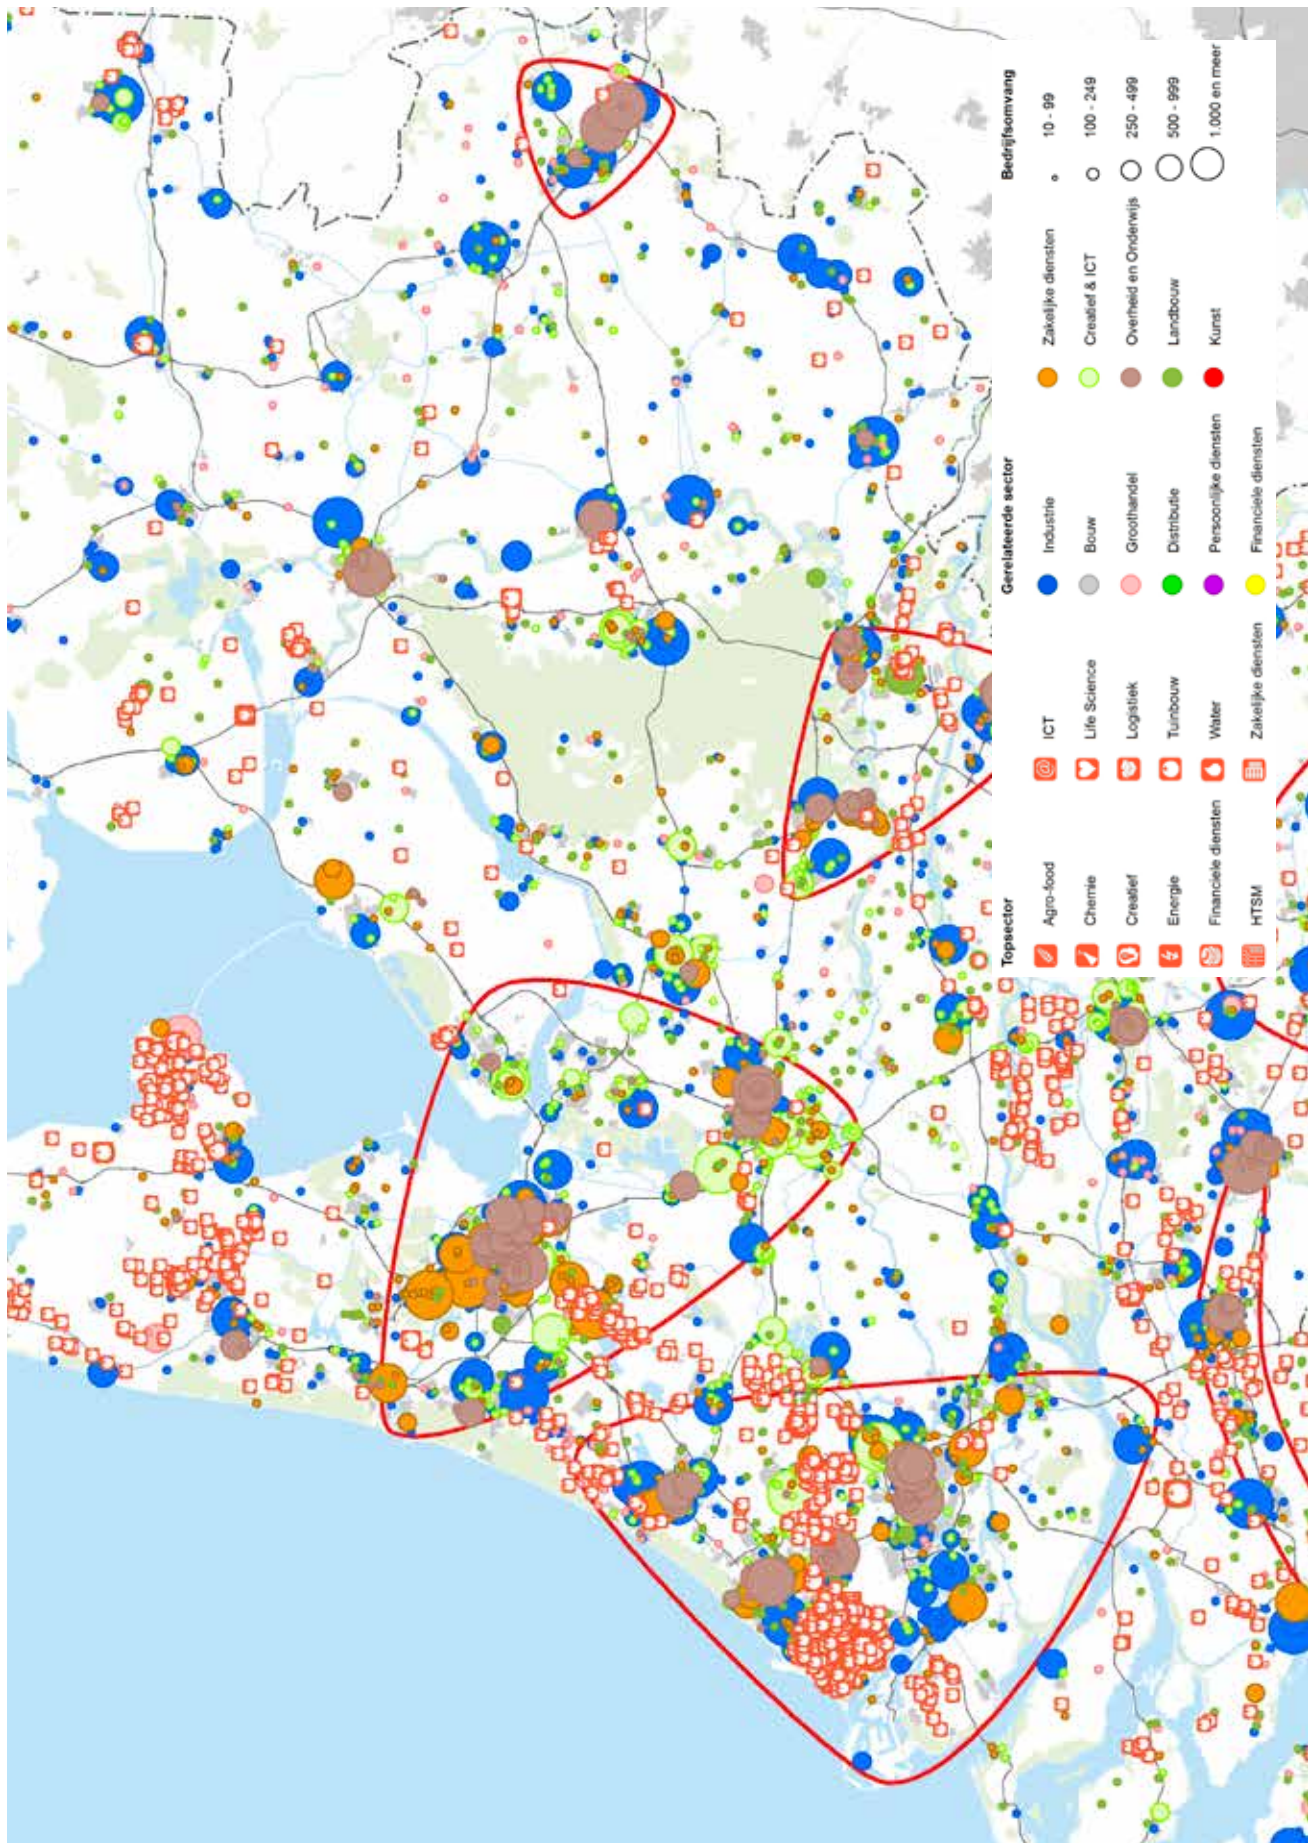 Topsector
Agro-food
Chemie
Creatief
Energie
Financiele diensten
HTSM
ICT
Life Science
Logistiek
Tuinbouw
Water
Zakelijke diensten
Gerelateerde sector
Industrie
Bouw
Groothandel
Distributie
Persoonlijke diensten
Financiele diensten
Zakelijke diensten
Creatief & ICT
Overheid en Onderwijs
Landbouw
Kunst
Bedrijfsomvang
10 - 99
100 - 249
250 - 499
500 - 999
1.000 en meer